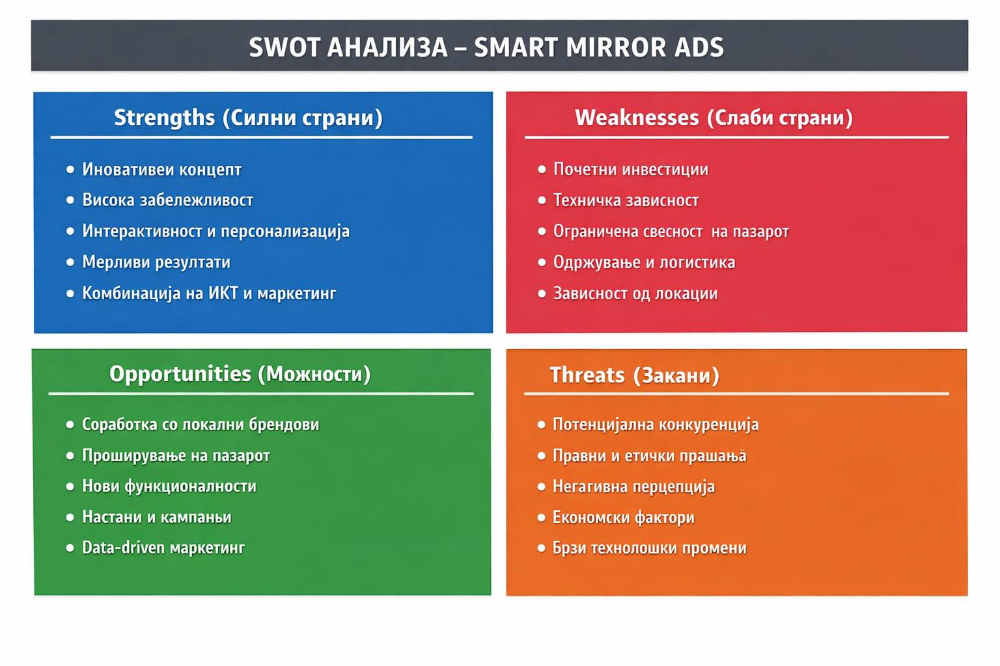 SWOT АНАЛИЗА – SMART MIRROR ADS
Strengths (Силни страни)
• Иновативеи концепт
• Висока забележливост
• Интерактивност и персонализација
• Мерливи резултати
• Комбинација на ИКТ и маркетинг
Weaknesses (Слаби страни)
• Почетни инвестиции
• Техничка зависност
• Ограничена свесност на пазарот
• Одржување и логистика
• Зависност од локации
Opportunities (Можности)
• Соработка со локални брендови
• Проширување на пазарот
• Нови функционалности
• Настани и кампањи
• Data-driven маркетинг
Threats (Закани)
• Потенцијална конкуренција
• Правни и етички прашањӑ
• Негагивна перцепција
• Економски фактори
• Брзи технолошки промени